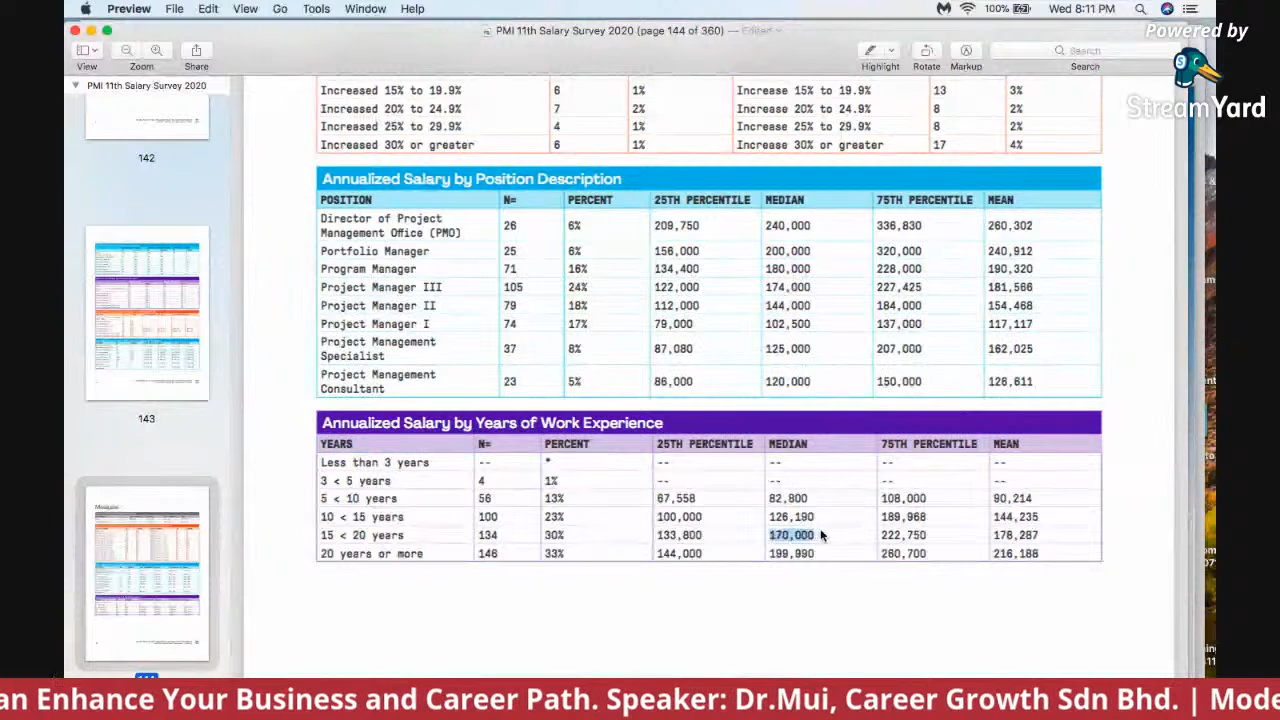 Preview File Edit View Go Tools Window Help 100% Wed 8:11 PM
PMI 11th Salary Survey 2020 (page 144 of 360) — Edited
Powered by
StreamYard
View Zoom Share Highlight Rotate Markup Search
Search
PMI 11th Salary Survey 2020
142
143
Increased 15% to 19.9% 6 1% Increase 15% to 19.9% 13 3%
Increased 20% to 24.9% 7 2% Increase 20% to 24.9% 8 2%
Increased 25% to 29.9% 4 1% Increase 25% to 29.9% 8 2%
Increased 30% or greater 6 1% Increase 30% or greater 17 4%
Annualized Salary by Position Description
POSITION N= PERCENT 25TH PERCENTILE MEDIAN 75TH PERCENTILE MEAN
Director of Project
Management Office (PMO) 26 6% 209,750 240,000 336,830 260,302
Portfolio Manager 25 6% 156,000 200,000 320,000 240,912
Program Manager 71 16% 134,400 180,000 228,000 190,320
Project Manager III 105 24% 122,000 174,000 227,425 181,566
Project Manager II 79 18% 112,000 144,000 184,000 154,468
Project Manager I 74 17% 79,000 102,500 137,000 117,117
Project Management
Specialist 37 8% 87,080 125,000 207,000 162,025
Project Management
Consultant 23 5% 86,000 120,000 150,000 126,611
Annualized Salary by Years of Work Experience
YEARS N= PERCENT 25TH PERCENTILE MEDIAN 75TH PERCENTILE MEAN
Less than 3 years -- * -- -- -- --
3 < 5 years 4 1% -- -- -- --
5 < 10 years 56 13% 67,558 82,800 108,000 90,214
10 < 15 years 100 23% 100,000 126,190 189,968 144,235
15 < 20 years 134 30% 133,800 170,000 222,750 178,287
20 years or more 146 33% 144,000 199,990 260,700 216,188
an Enhance Your Business and Career Path. Speaker: Dr.Mui, Career Growth Sdn Bhd. | Mode